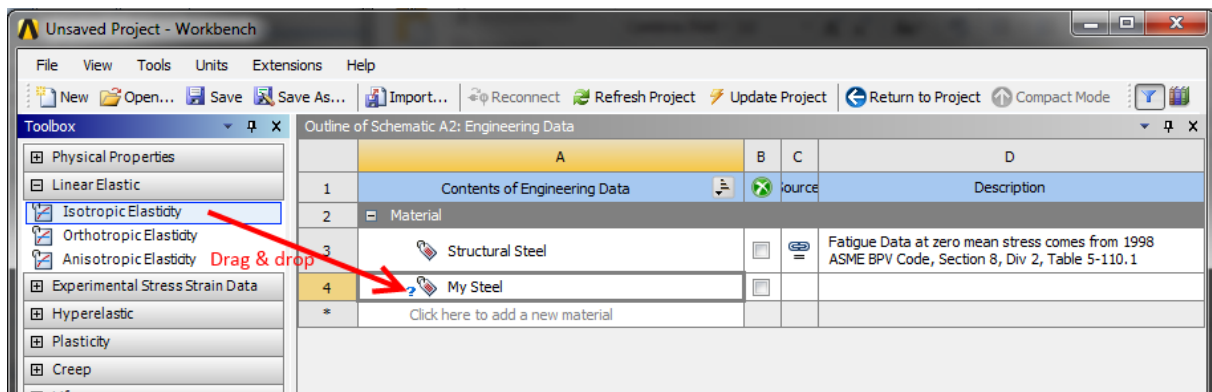 Unsaved Project - Workbench
File View Tools Units Extensions Help
New Open... Save Save As... Import... Reconnect Refresh Project Update Project Return to Project Compact Mode
Toolbox
Outline of Schematic A2: Engineering Data
Physical Properties
A B C D
Linear Elastic
1 Contents of Engineering Data Source Description
Isotropic Elasticity
2 Material
Orthotropic Elasticity
3 Structural Steel Fatigue Data at zero mean stress comes from 1998
ASME BPV Code, Section 8, Div 2, Table 5-110.1
Anisotropic Elasticity Drag & drop
Experimental Stress Strain Data
4 ? My Steel
Hyperelastic
* Click here to add a new material
Plasticity
Creep